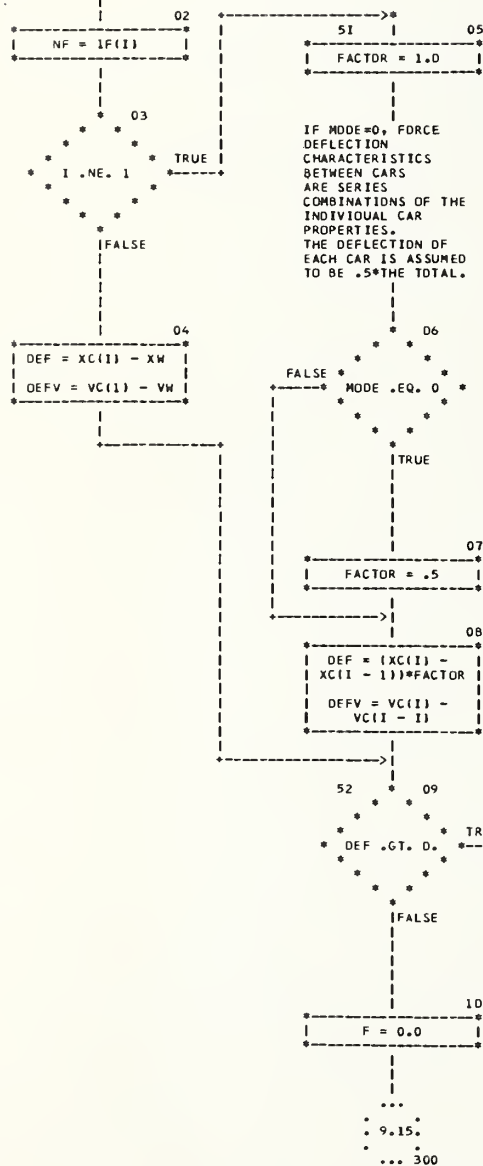 02
NF = IF(I)
03
I .NE. 1
TRUE
FALSE
04
DEF = XC(I) - XW
DEFV = VC(1) - VW
51
05
FACTOR = 1.0
IF MODE=0, FORCE
DEFLECTION
CHARACTERISTICS
BETWEEN CARS
ARE SERIES
COMBINATIONS OF THE
INDIVIDUAL CAR
PROPERTIES.
THE DEFLECTION OF
EACH CAR IS ASSUMED
TO BE .5*THE TOTAL.
06
FALSE
MODE .EQ. 0
TRUE
07
FACTOR = .5
08
DEF = (XC(I) -
XC(I - 1))*FACTOR
DEFV = VC(I) -
VC(I - 1)
52
09
DEF .GT. 0.
TR
FALSE
10
F = 0.0
9.15
300